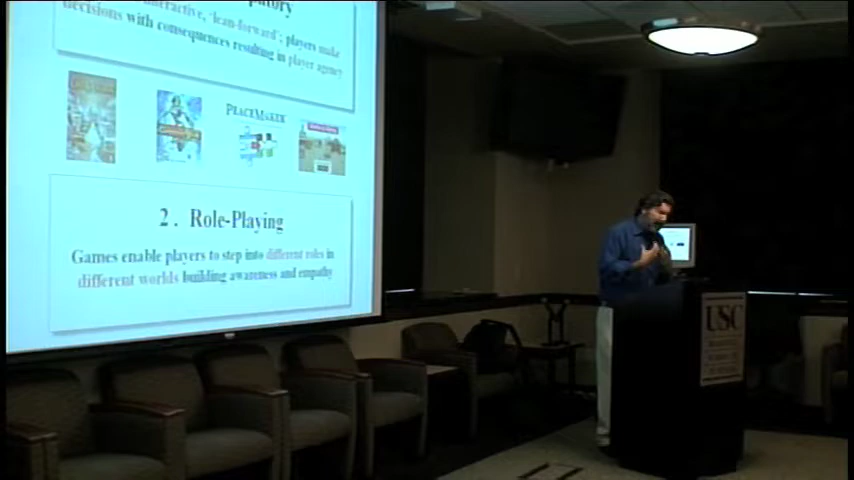 interactive, 'lean-forward'; players make
decisions with consequences resulting in player agency
PEACEMAKER
2. Role-Playing
Games enable players to step into different roles in
different worlds building awareness and empathy
USC